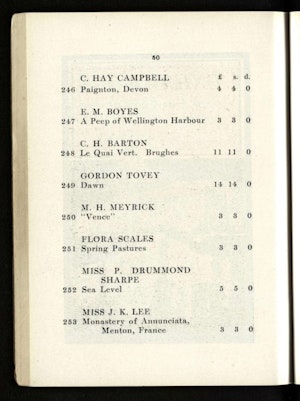 50
C. HAY CAMPBELL £ s. d.
246 Paignton, Devon 4 4 0
E. M. BOYES
247 A Peep of Wellington Harbour 3 3 0
C. H. BARTON
248 Le Quai Vert. Brughes 11 11 0
GORDON TOVEY
249 Dawn 14 14 0
M. H. MEYRICK
250 "Vence" 3 3 0
FLORA SCALES
251 Spring Pastures 3 3 0
MISS P. DRUMMOND
SHARPE
252 Sea Level 5 5 0
MISS J. K. LEE
253 Monastery of Annunciata,
Menton, France 3 3 0